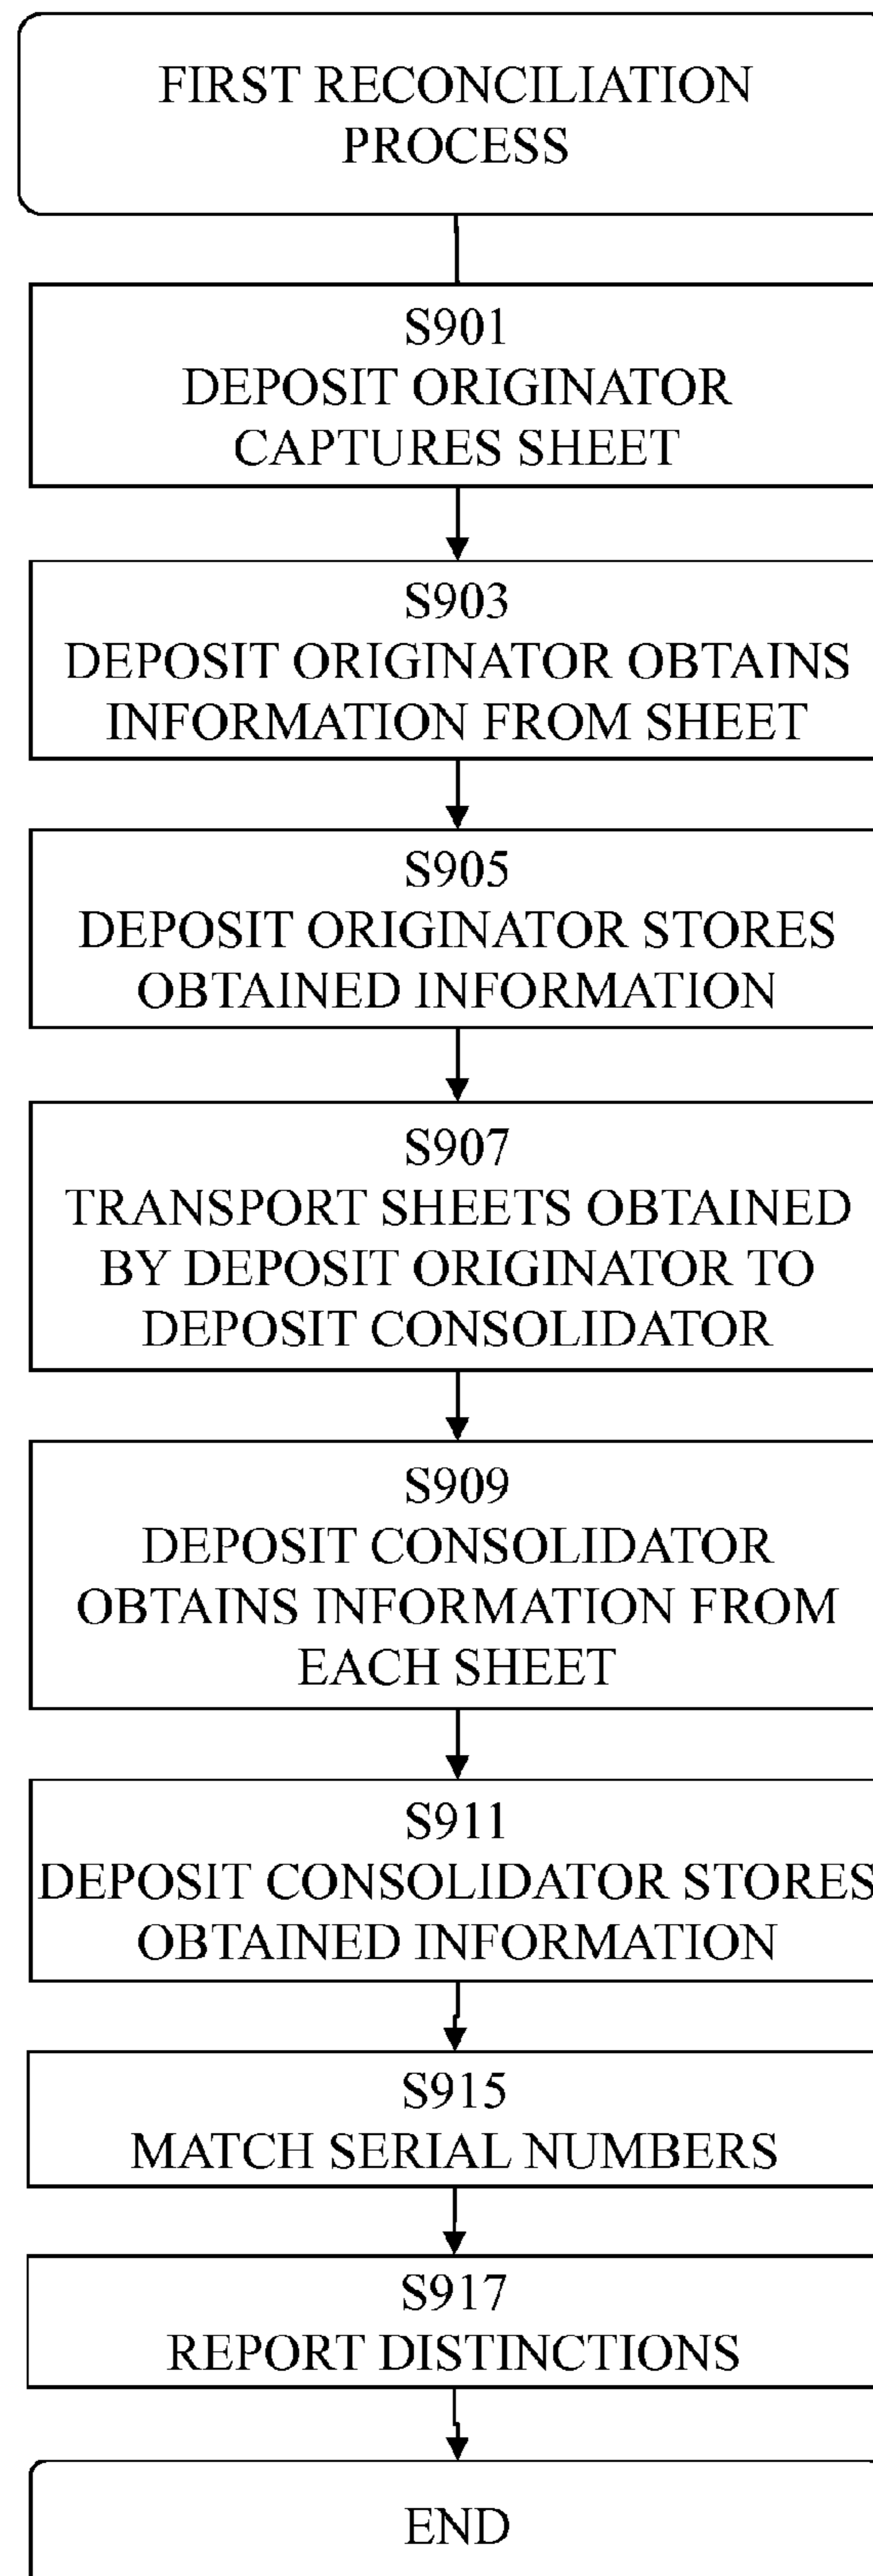 FIRST RECONCILIATION
PROCESS
S901
DEPOSIT ORIGINATOR
CAPTURES SHEET
S903
DEPOSIT ORIGINATOR OBTAINS
INFORMATION FROM SHEET
S905
DEPOSIT ORIGINATOR STORES
OBTAINED INFORMATION
S907
TRANSPORT SHEETS OBTAINED
BY DEPOSIT ORIGINATOR TO
DEPOSIT CONSOLIDATOR
S909
DEPOSIT CONSOLIDATOR
OBTAINS INFORMATION FROM
EACH SHEET
S911
DEPOSIT CONSOLIDATOR STORES
OBTAINED INFORMATION
S915
MATCH SERIAL NUMBERS
S917
REPORT DISTINCTIONS
END